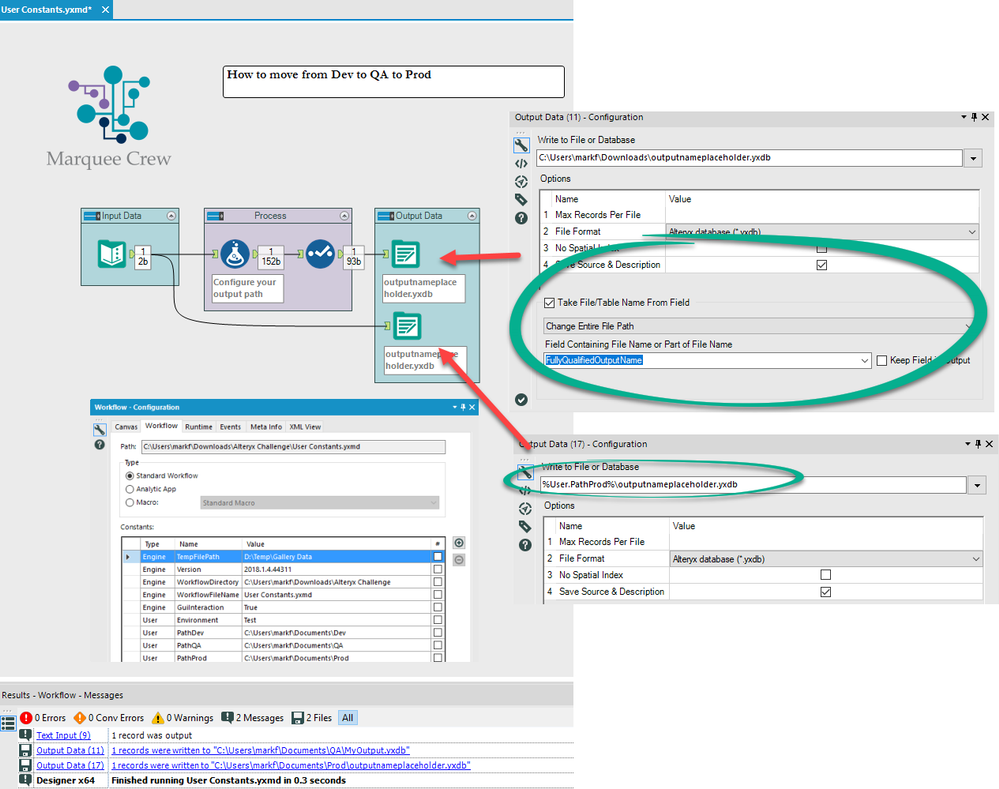 User Constants.yxmd*
How to move from Dev to QA to Prod
Marquee Crew
Input Data
Process
Output Data
1
2b
1
152b
1
93b
Configure your
output path
outputnameplace
holder.yxdb
outputnameplace
holder.yxdb
Output Data (11) - Configuration
Write to File or Database
C:\Users\markf\Downloads\outputnameplaceholder.yxdb
Options
Name Value
1 Max Records Per File
2 File Format Alteryx database (*.yxdb)
3 No Spatial Index
4 Save Source & Description
Take File/Table Name From Field
Change Entire File Path
Field Containing File Name or Part of File Name
FullyQualifiedOutputName
Keep Field in Output
Output Data (17) - Configuration
Write to File or Database
%User.PathProd%\outputnameplaceholder.yxdb
Options
Name Value
1 Max Records Per File
2 File Format Alteryx database (*.yxdb)
3 No Spatial Index
4 Save Source & Description
Workflow - Configuration
Canvas Workflow Runtime Events Meta Info XML View
Path: C:\Users\markf\Downloads\Alteryx Challenge\User Constants.yxmd
Type
Standard Workflow
Analytic App
Macro: Standard Macro
Constants:
Type Name Value #
Engine TempFilePath D:\Temp\Gallery Data
Engine Version 2018.1.4.44311
Engine WorkflowDirectory C:\Users\markf\Downloads\Alteryx Challenge
Engine WorkflowFileName User Constants.yxmd
Engine GuiInteraction True
User Environment Test
User PathDev C:\Users\markf\Documents\Dev
User PathQA C:\Users\markf\Documents\QA
User PathProd C:\Users\markf\Documents\Prod
Results - Workflow - Messages
0 Errors 0 Conv Errors 0 Warnings 2 Messages 2 Files All
Text Input (9) 1 record was output
Output Data (11) 1 records were written to "C:\Users\markf\Documents\QA\MyOutput.yxdb"
Output Data (17) 1 records were written to "C:\Users\markf\Documents\Prod\outputnameplaceholder.yxdb"
Designer x64 Finished running User Constants.yxmd in 0.3 seconds